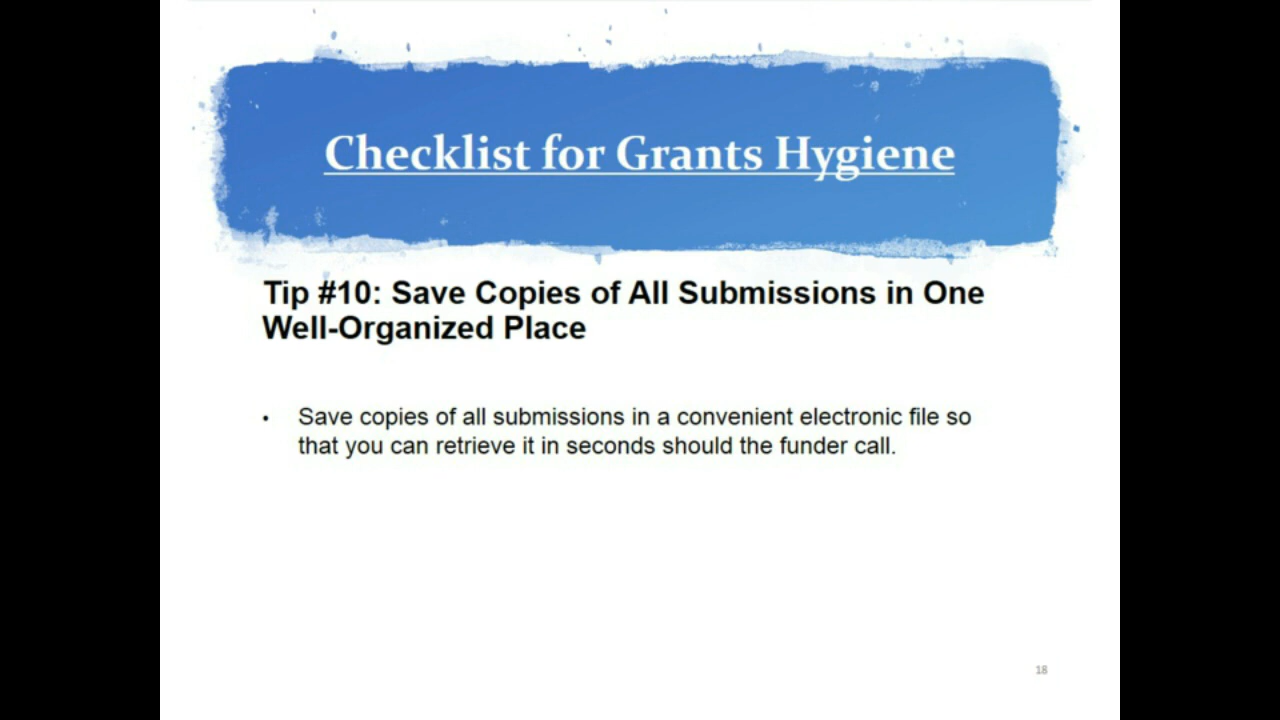 Checklist for Grants Hygiene
Tip #10: Save Copies of All Submissions in One
Well-Organized Place
• Save copies of all submissions in a convenient electronic file so
that you can retrieve it in seconds should the funder call.
18